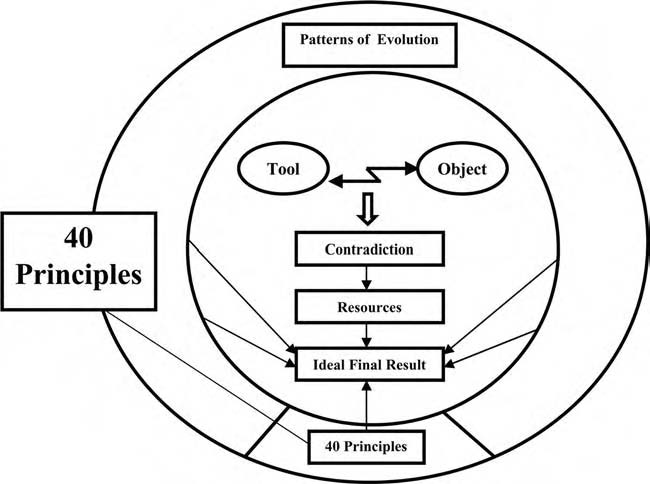 Patterns of Evolution
Tool
Object
40
Principles
Contradiction
Resources
Ideal Final Result
40 Principles